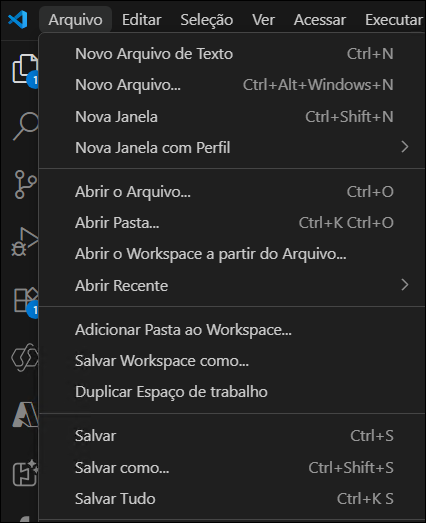 Arquivo Editar Seleção Ver Acessar Executar
Novo Arquivo de Texto Ctrl+N
Novo Arquivo... Ctrl+Alt+Windows+N
Nova Janela Ctrl+Shift+N
Nova Janela com Perfil
Abrir o Arquivo... Ctrl+O
Abrir Pasta... Ctrl+K Ctrl+O
Abrir o Workspace a partir do Arquivo...
Abrir Recente
Adicionar Pasta ao Workspace...
Salvar Workspace como...
Duplicar Espaço de trabalho
Salvar Ctrl+S
Salvar como... Ctrl+Shift+S
Salvar Tudo Ctrl+K S
1
1